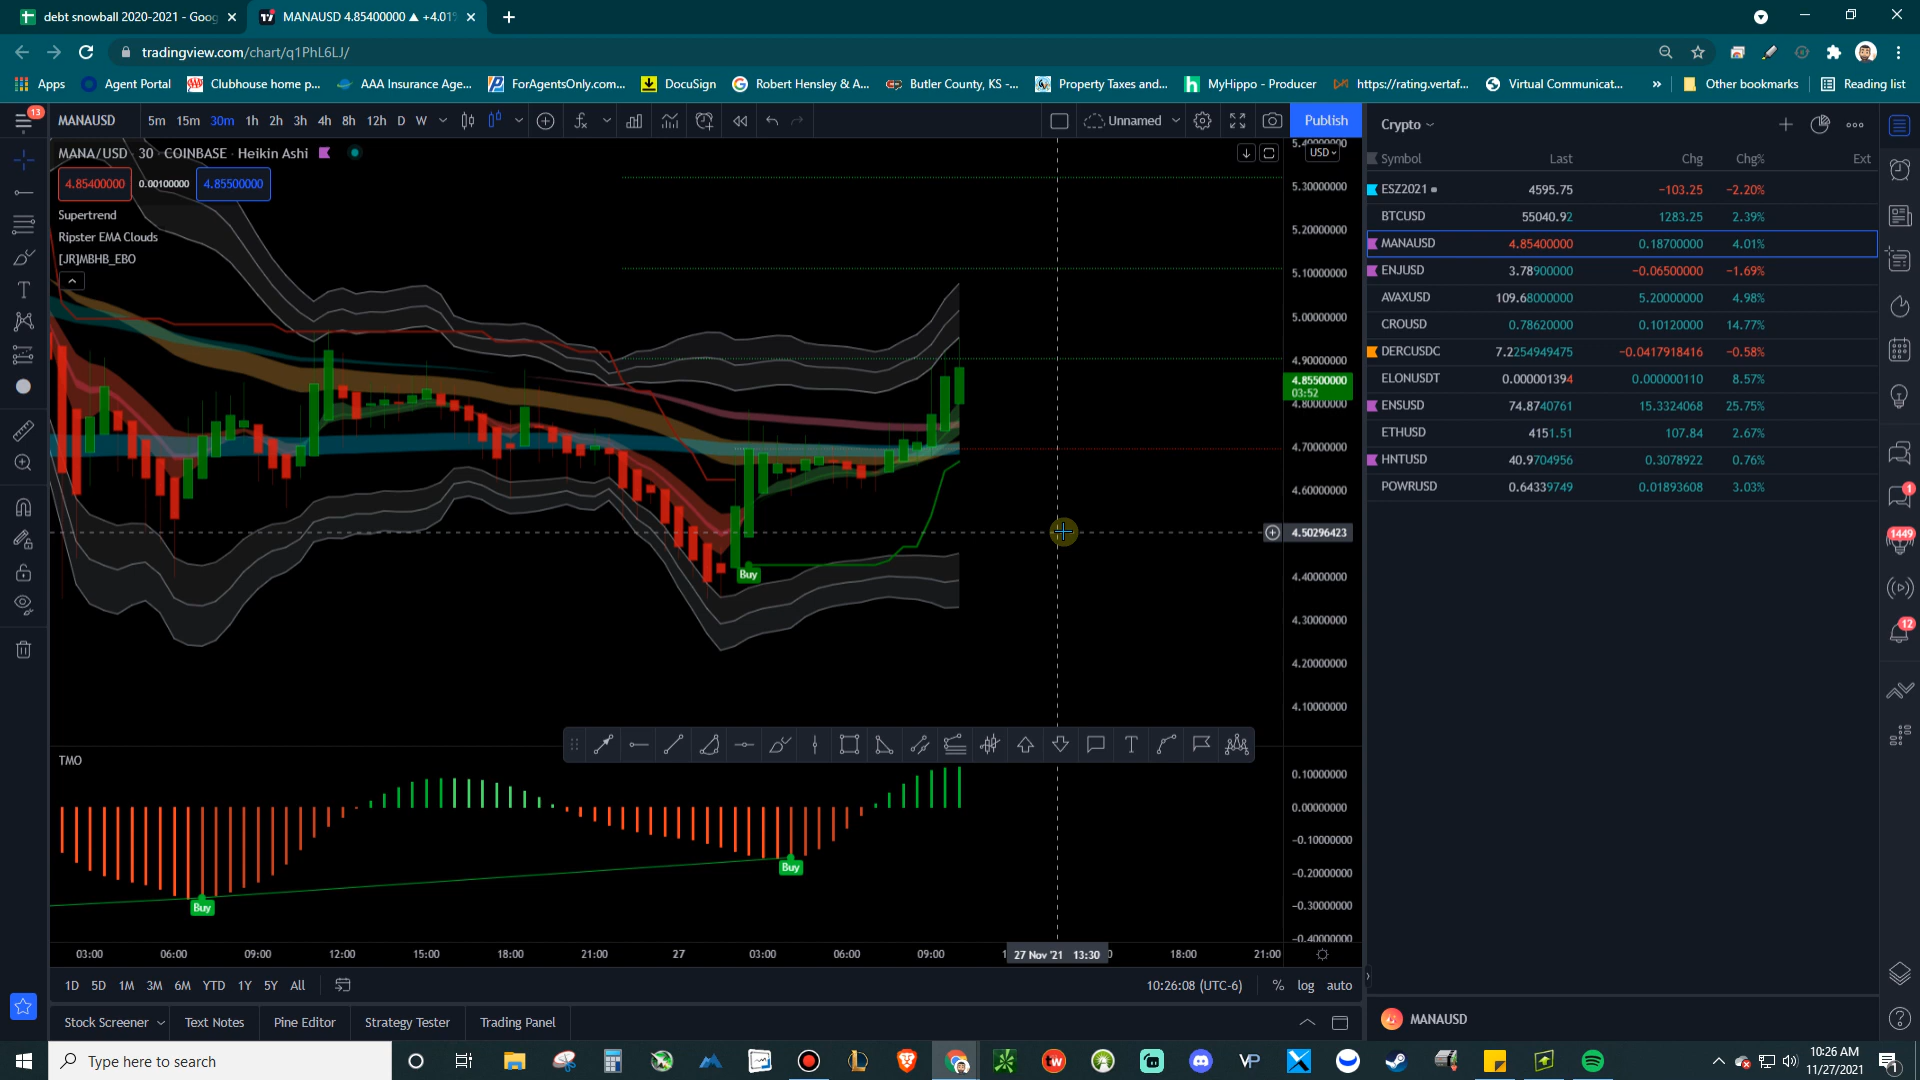 debt snowball 2020-2021 - Goog
MANAUSD 4.85400000 ▲ +4.01%
tradingview.com/chart/q1PhL6LJ/
Apps
Agent Portal
Clubhouse home p...
AAA Insurance Age...
ForAgentsOnly.com...
DocuSign
Robert Hensley & A...
Butler County, KS -...
Property Taxes and...
MyHippo - Producer
https://rating.vertaf...
Virtual Communicat...
»
Other bookmarks
Reading list
13
MANAUSD
5m 15m 30m 1h 2h 3h 4h 8h 12h D W
Unnamed
Publish
MANA/USD · 30 · COINBASE · Heikin Ashi
4.85400000
0.00100000
4.85500000
Supertrend
Ripster EMA Clouds
[JR]MBHB_EBO
USD
5.40000000
5.30000000
5.20000000
5.10000000
5.00000000
4.90000000
4.85500000
03:52
4.80000000
4.70000000
4.60000000
4.50296423
4.40000000
4.30000000
4.20000000
4.10000000
Buy
TMO
Buy
Buy
0.10000000
0.00000000
−0.10000000
−0.20000000
−0.30000000
−0.40000000
03:00 06:00 09:00 12:00 15:00 18:00 21:00 27 03:00 06:00 09:00 27 Nov '21 13:30 18:00 21:00
1D 5D 1M 3M 6M YTD 1Y 5Y All
10:26:08 (UTC-6)
% log auto
Stock Screener
Text Notes
Pine Editor
Strategy Tester
Trading Panel
Crypto
Symbol Last Chg Chg% Ext
ESZ2021 4595.75 −103.25 −2.20%
BTCUSD 55040.92 1283.25 2.39%
MANAUSD 4.85400000 0.18700000 4.01%
ENJUSD 3.78900000 −0.06500000 −1.69%
AVAXUSD 109.68000000 5.20000000 4.98%
CROUSD 0.78620000 0.10120000 14.77%
DERCUSDC 7.2254949475 −0.0417918416 −0.58%
ELONUSDT 0.000001394 0.000000110 8.57%
ENSUSD 74.8740761 15.3324068 25.75%
ETHUSD 4151.51 107.84 2.67%
HNTUSD 40.9704956 0.3078922 0.76%
POWRUSD 0.64339749 0.01893608 3.03%
1
1449
12
MANAUSD
Type here to search
10:26 AM
11/27/2021
1